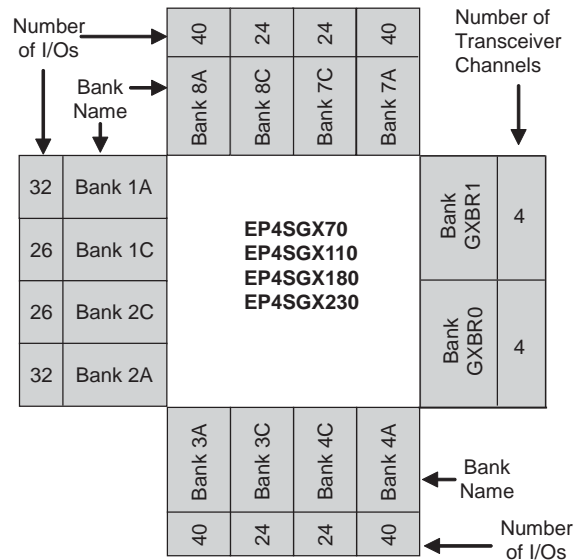 Number
of I/Os
40
24
24
40
Number of
Transceiver
Channels
Bank
Name
Bank 8A
Bank 8C
Bank 7C
Bank 7A
32
Bank 1A
26
Bank 1C
26
Bank 2C
32
Bank 2A
EP4SGX70
EP4SGX110
EP4SGX180
EP4SGX230
Bank
GXBR1
4
Bank
GXBR0
4
Bank 3A
Bank 3C
Bank 4C
Bank 4A
Bank
Name
40
24
24
40
Number
of I/Os